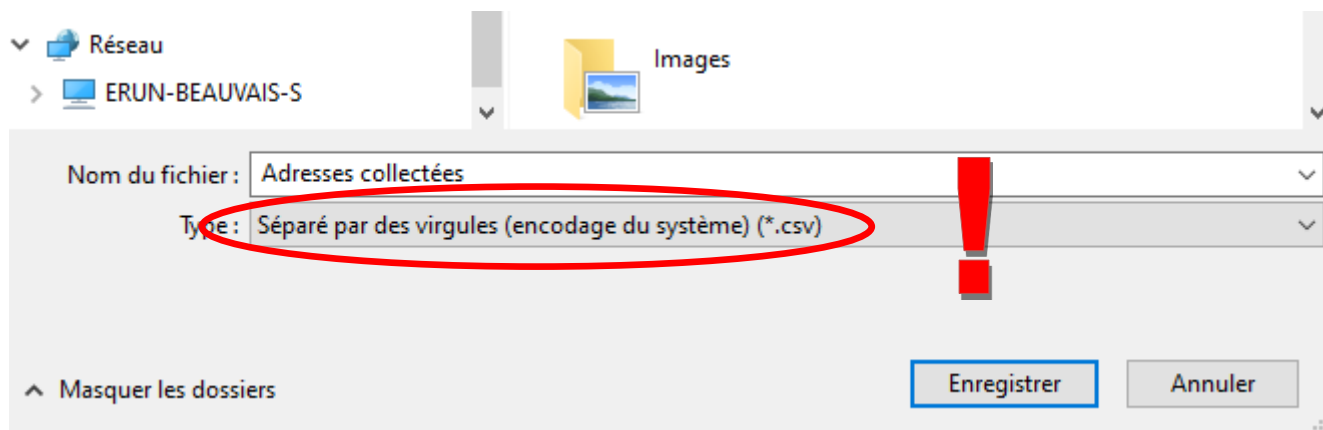 Réseau
ERUN-BEAUVAIS-S
Images
Nom du fichier : Adresses collectées
Type : Séparé par des virgules (encodage du système) (*.csv)
!
Masquer les dossiers
Enregistrer
Annuler